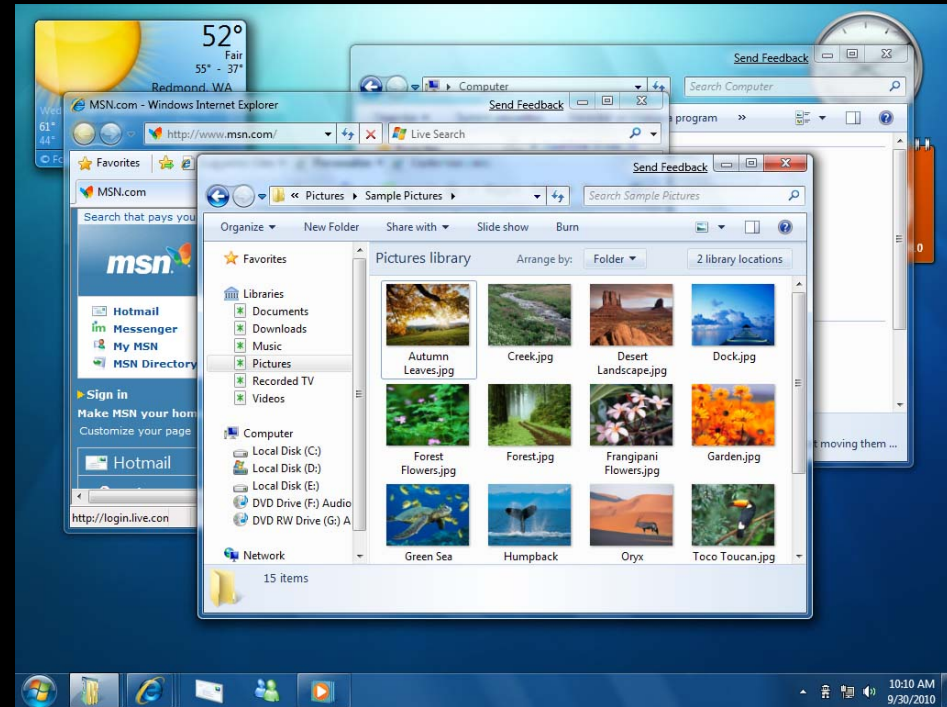 52°
Fair
55° - 37°
Redmond, WA
61°
44°
Send Feedback
Computer
Search Computer
program »
MSN.com - Windows Internet Explorer
Send Feedback
http://www.msn.com/
Live Search
Favorites
MSN.com
Search that pays you
msn
Hotmail
Messenger
My MSN
MSN Directory
Sign in
Make MSN your hom
Customize your page
Hotmail
http://login.live.con
Send Feedback
« Pictures Sample Pictures
Search Sample Pictures
Organize New Folder Share with Slide show Burn
Favorites
Libraries
Documents
Downloads
Music
Pictures
Recorded TV
Videos
Computer
Local Disk (C:)
Local Disk (D:)
Local Disk (E:)
DVD Drive (F:) Audio
DVD RW Drive (G:) A
Network
Pictures library
Arrange by: Folder
2 library locations
Autumn
Leaves.jpg
Creek.jpg
Desert
Landscape.jpg
Dock.jpg
Forest
Flowers.jpg
Forest.jpg
Frangipani
Flowers.jpg
Garden.jpg
Green Sea
Humpback
Oryx
Toco Toucan.jpg
15 items
t moving them ...
10:10 AM
9/30/2010